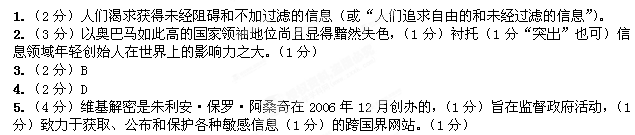 1.（2分）人们渴求获得未经阻碍和不加过滤的信息（或“人们追求自由的和未经过滤的信息”）。
2.（3分）以奥巴马如此高的国家领袖地位尚且显得黯然失色，（1分）衬托（1分“突出”也可）信
息领域年轻创始人在世界上的影响力之大。（1分）
3.（2分）B
4.（2分）D
5.（4分）维基解密是朱利安·保罗·阿桑奇在2006年12月创办的，（1分）旨在监督政府活动，（1
分）致力于获取、公布和保护各种敏感信息（1分）的跨国界网站。（1分）